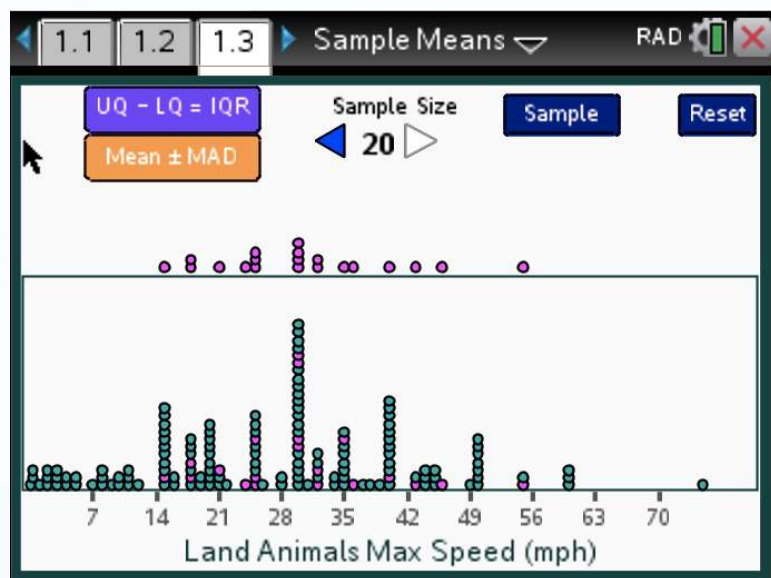 1.1 1.2 1.3 Sample Means RAD
UQ - LQ = IQR Sample Size Sample Reset
Mean ± MAD 20
7 14 21 28 35 42 49 56 63 70
Land Animals Max Speed (mph)